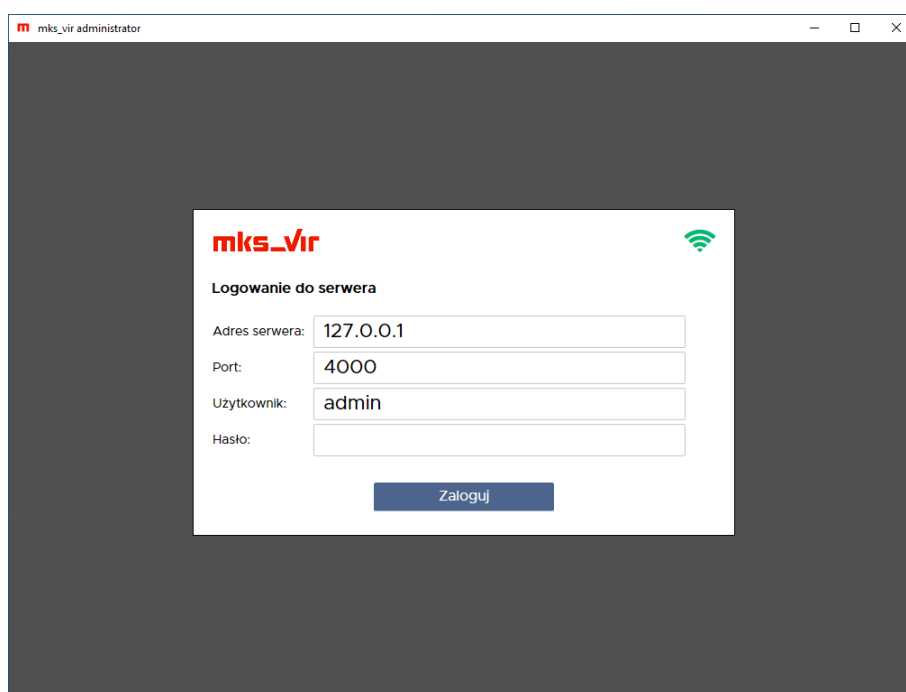 mks_vir administrator
mks_vir
Logowanie do serwera
Adres serwera: 127.0.0.1
Port: 4000
Użytkownik: admin
Hasło:
Zaloguj